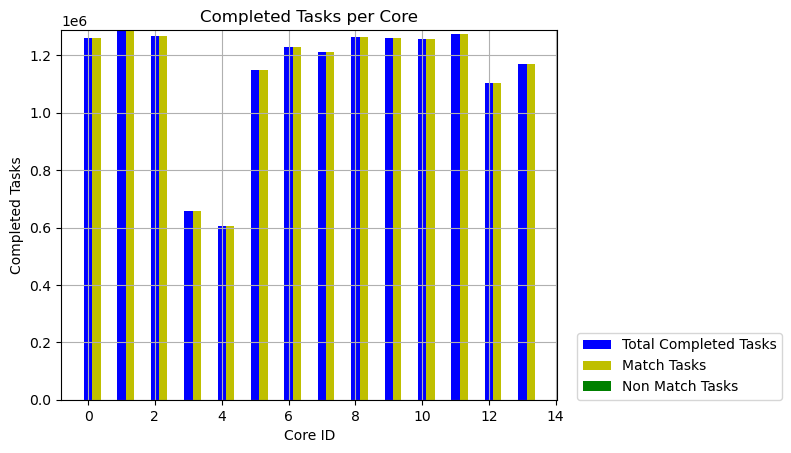 Completed Tasks per Core
1e6
Completed Tasks
1.2
1.0
0.8
0.6
0.4
0.2
0.0
0 2 4 6 8 10 12 14
Core ID
Total Completed Tasks
Match Tasks
Non Match Tasks